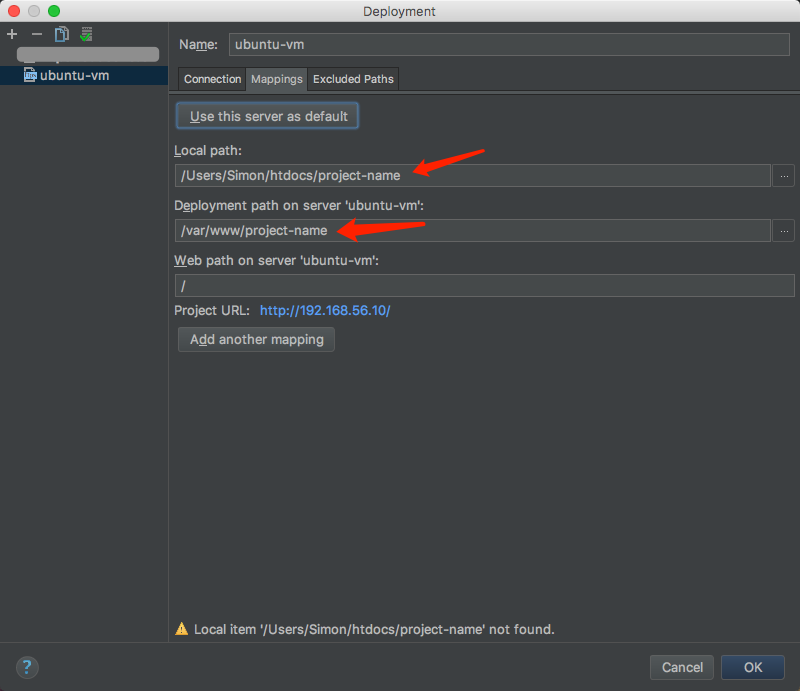 Deployment
ubuntu-vm
Name: ubuntu-vm
Connection Mappings Excluded Paths
Use this server as default
Local path:
/Users/Simon/htdocs/project-name ...
Deployment path on server 'ubuntu-vm':
/var/www/project-name ...
Web path on server 'ubuntu-vm':
/
Project URL: http://192.168.56.10/
Add another mapping
Local item '/Users/Simon/htdocs/project-name' not found.
? Cancel OK